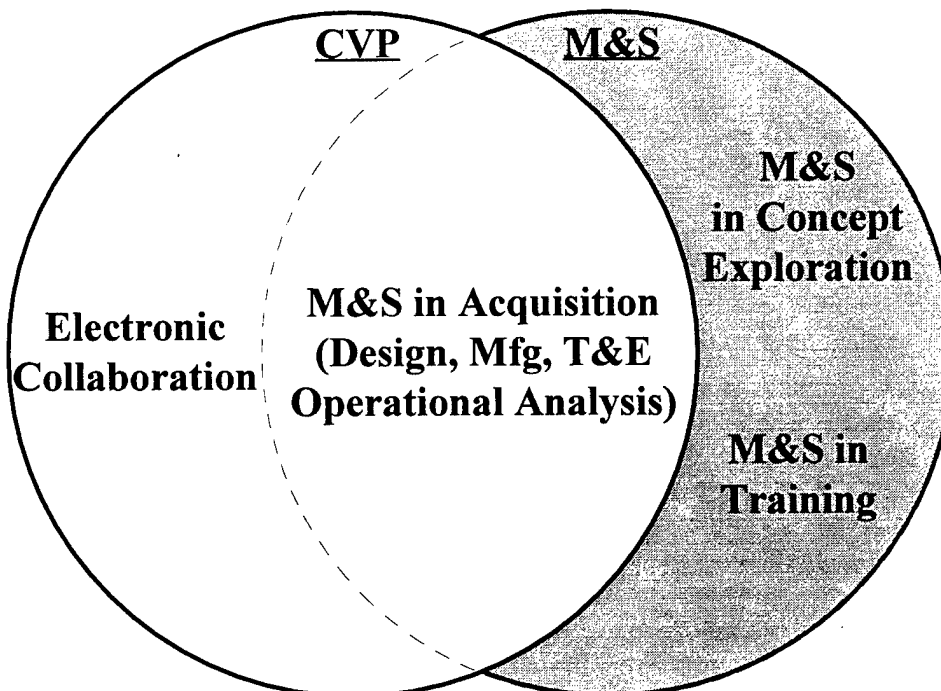 CVP
M&S
M&S
in Concept
Exploration
Electronic
Collaboration
M&S in Acquisition
(Design, Mfg, T&E
Operational Analysis)
M&S in
Training